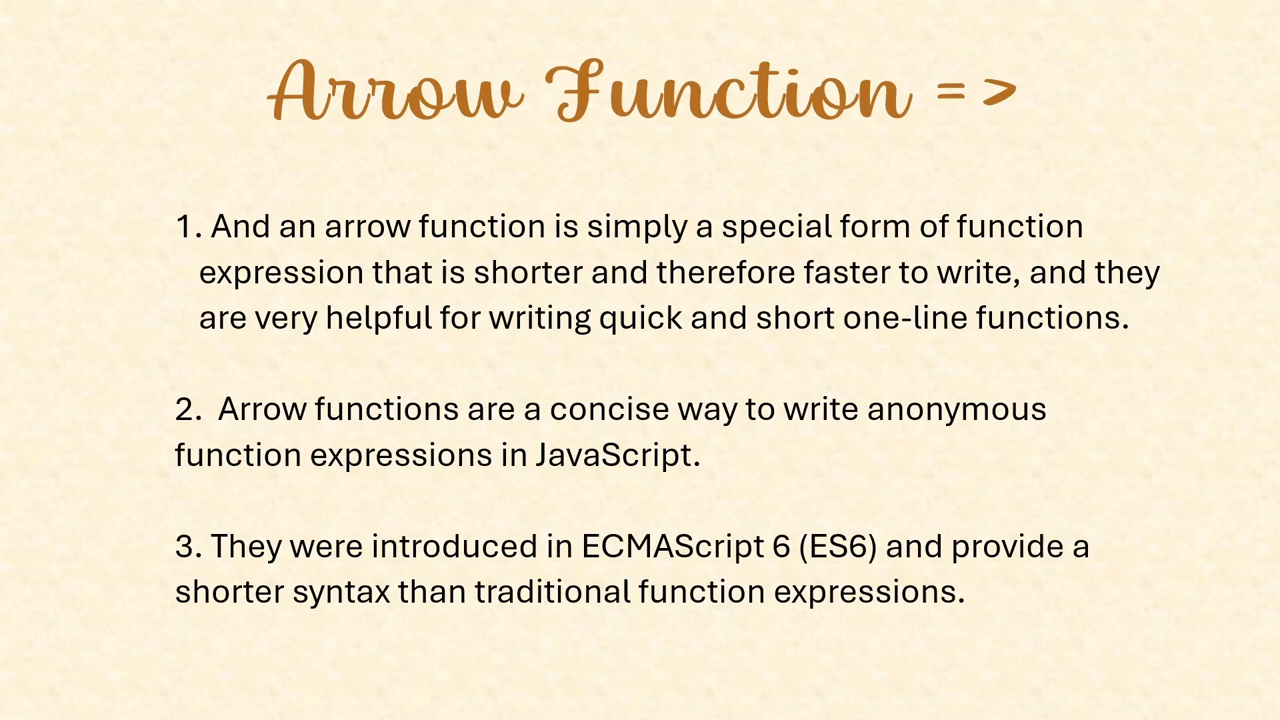 Arrow Function = >
1. And an arrow function is simply a special form of function
expression that is shorter and therefore faster to write, and they
are very helpful for writing quick and short one-line functions.
2.  Arrow functions are a concise way to write anonymous
function expressions in JavaScript.
3. They were introduced in ECMAScript 6 (ES6) and provide a
shorter syntax than traditional function expressions.